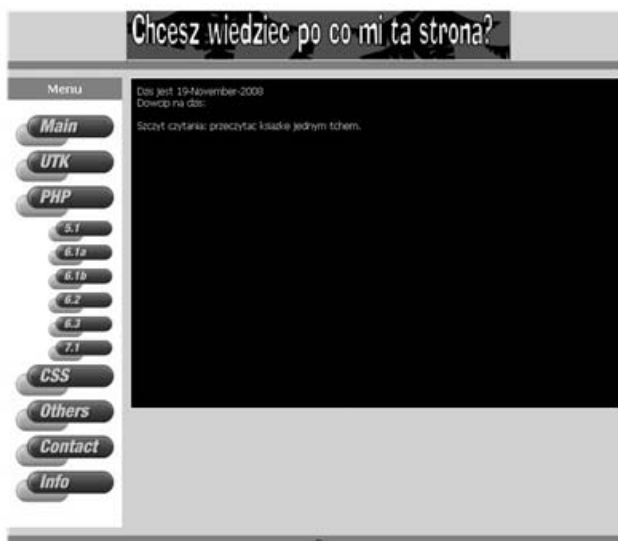 Chcesz wiedziec po co mi ta strona?
Menu
Main
UTK
PHP
5.1
6.1a
6.1b
6.2
6.3
7.1
CSS
Others
Contact
Info
Dzis jest 19-November-2008
Dowcip na dzis:
Szczyt czytania: przeczytac ksiazke jednym tchem.